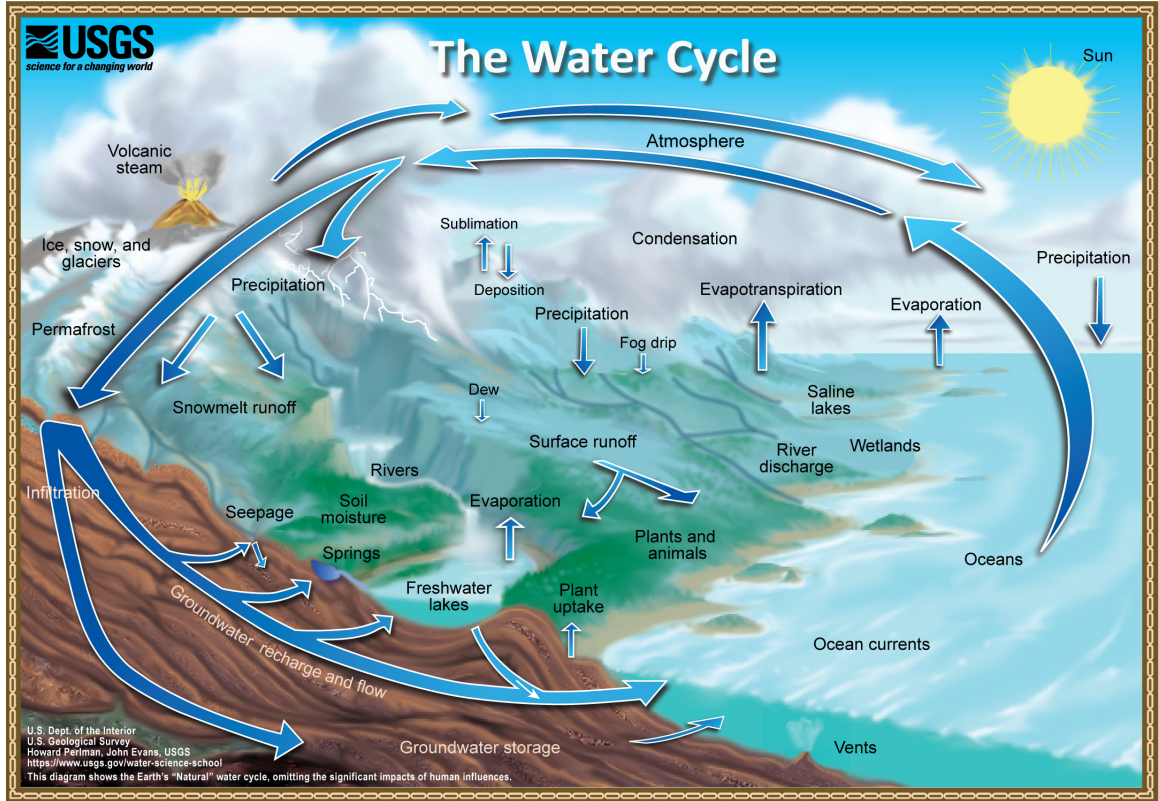 USGS
science for a changing world
The Water Cycle
Sun
Volcanic
steam
Atmosphere
Sublimation
Condensation
Ice, snow, and
glaciers
Precipitation
Precipitation
Deposition
Evapotranspiration
Evaporation
Permafrost
Precipitation
Fog drip
Dew
Saline
lakes
Snowmelt runoff
Surface runoff
River
discharge
Wetlands
Rivers
Infiltration
Seepage
Soil
moisture
Evaporation
Plants and
animals
Springs
Oceans
Freshwater
lakes
Plant
uptake
Groundwater recharge and flow
Ocean currents
Groundwater storage
Vents
U.S. Dept. of the Interior
U.S. Geological Survey
Howard Perlman, John Evans, USGS
https://www.usgs.gov/water-science-school
This diagram shows the Earth's "Natural" water cycle, omitting the significant impacts of human influences.